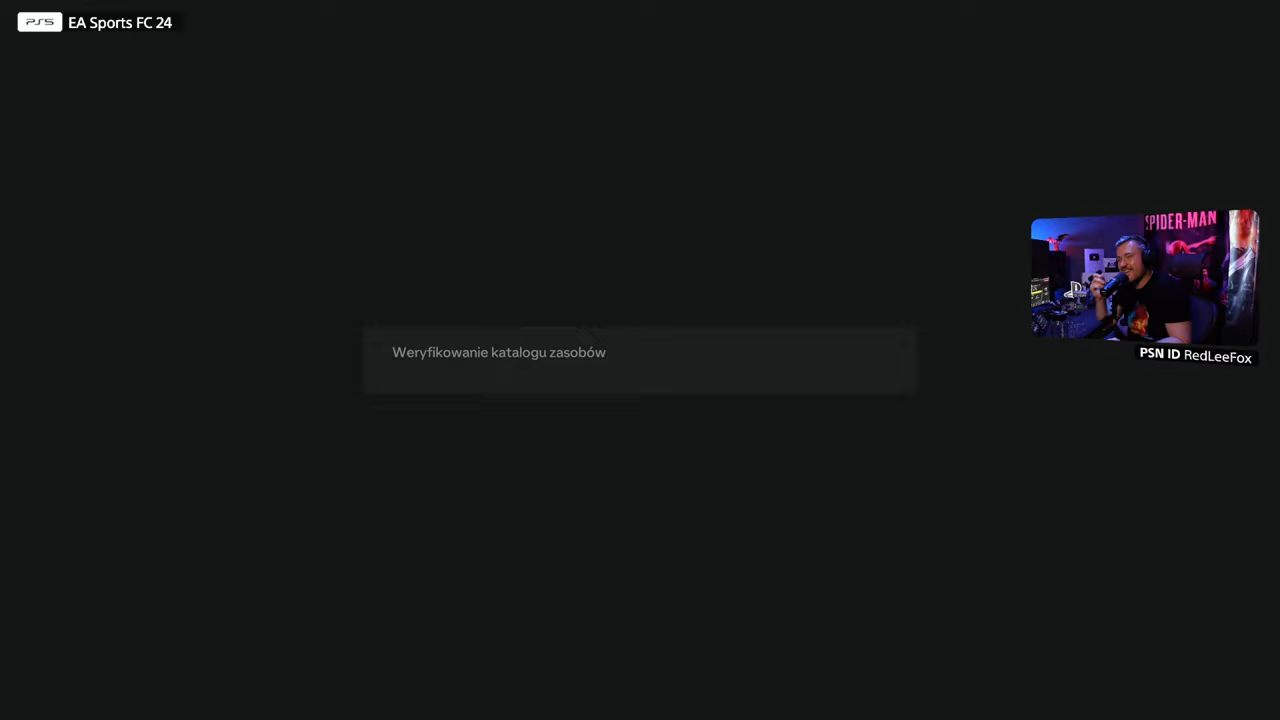 PS5 EA Sports FC 24
SPIDER-MAN
Weryfikowanie katalogu zasobów
PSN ID RedLeeFox